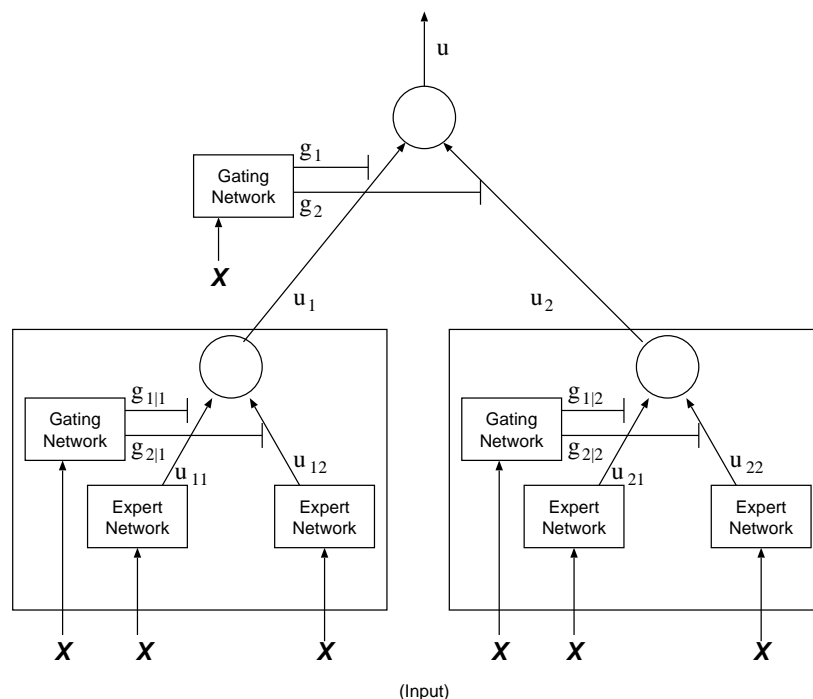 u
g1
Gating
Network
g2
X
u1
u2
g1|1
Gating
Network
g2|1
u11
u12
Expert
Network
Expert
Network
g1|2
Gating
Network
g2|2
u21
u22
Expert
Network
Expert
Network
X X X X X X
(Input)